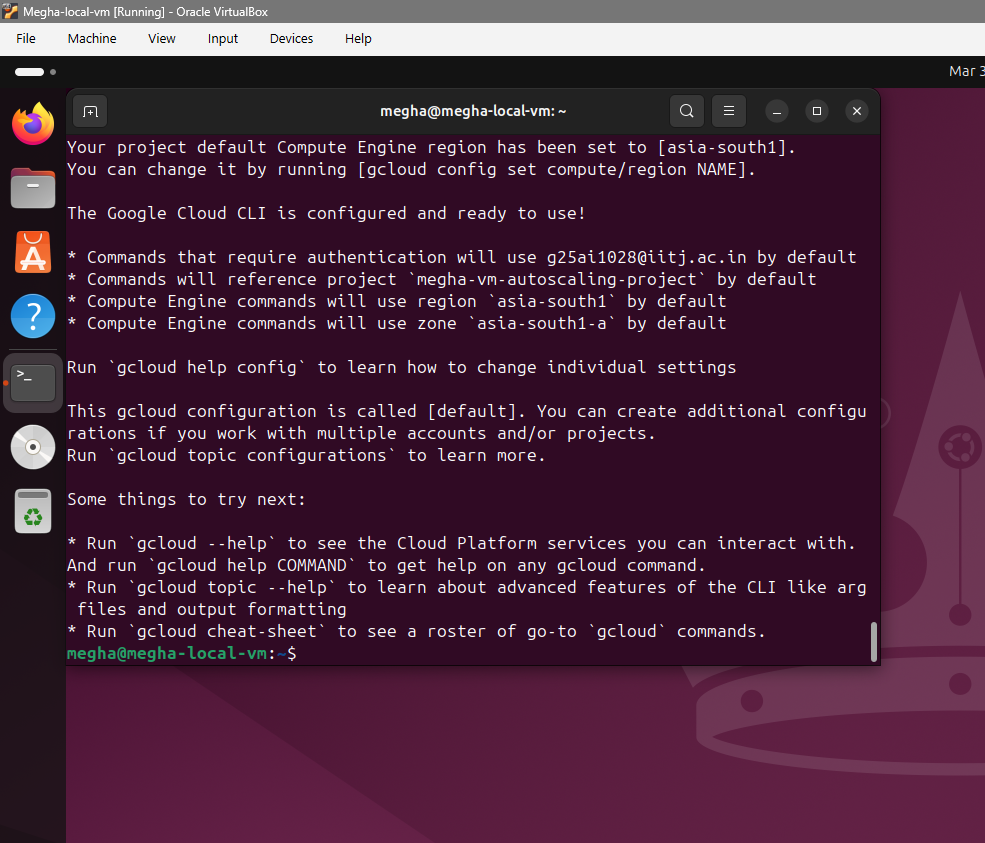 Megha-local-vm [Running] - Oracle VirtualBox
File Machine View Input Devices Help
Mar 3
megha@megha-local-vm: ~
Your project default Compute Engine region has been set to [asia-south1].
You can change it by running [gcloud config set compute/region NAME].
The Google Cloud CLI is configured and ready to use!
* Commands that require authentication will use g25ai1028@iitj.ac.in by default
* Commands will reference project `megha-vm-autoscaling-project` by default
* Compute Engine commands will use region `asia-south1` by default
* Compute Engine commands will use zone `asia-south1-a` by default
Run `gcloud help config` to learn how to change individual settings
This gcloud configuration is called [default]. You can create additional configu
rations if you work with multiple accounts and/or projects.
Run `gcloud topic configurations` to learn more.
Some things to try next:
* Run `gcloud --help` to see the Cloud Platform services you can interact with.
And run `gcloud help COMMAND` to get help on any gcloud command.
* Run `gcloud topic --help` to learn about advanced features of the CLI like arg
files and output formatting
* Run `gcloud cheat-sheet` to see a roster of go-to `gcloud` commands.
megha@megha-local-vm:~$